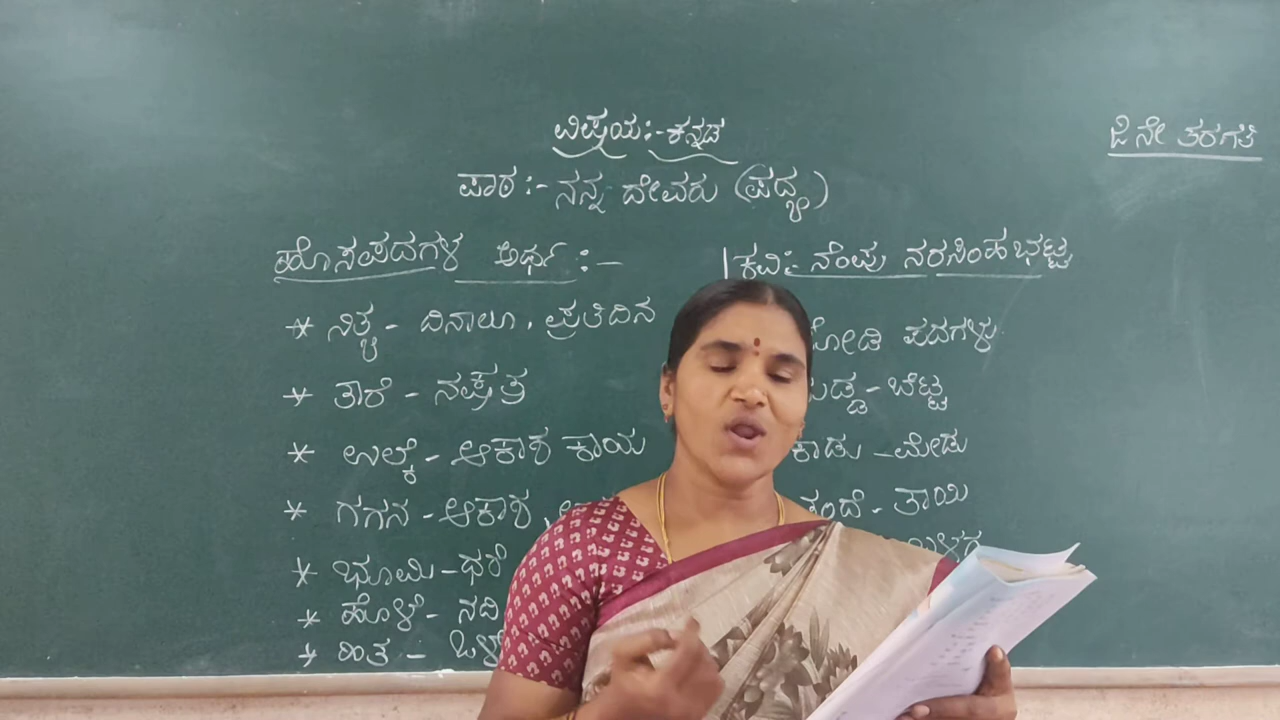 ವಿಷಯ:- ಕನ್ನಡ
ನೇ ತರಗತಿ
ಪಾಠ :- ನನ್ನ ದೇವರು (ಪದ್ಯ)
ಹೊಸಪದಗಳ ಅರ್ಥ :-
ಕವಿ:- ನೆಂಪು ನರಸಿಂಹಭಟ್ಟ
* ನಿತ್ಯ - ದಿನಾಲೂ, ಪ್ರತಿದಿನ
* ತಾರೆ - ನಕ್ಷತ್ರ
* ಉಲ್ಕೆ - ಆಕಾಶ ಕಾಯ
* ಗಗನ - ಆಕಾಶ,
* ಭೂಮಿ - ಧರೆ
* ಹೊಳೆ - ನದಿ
* ಹಿತ -
ಪದಗಳು
- ಬೆಟ್ಟ
ಕಾಡು - ಮೇಡು
ತಂದೆ - ತಾಯಿ